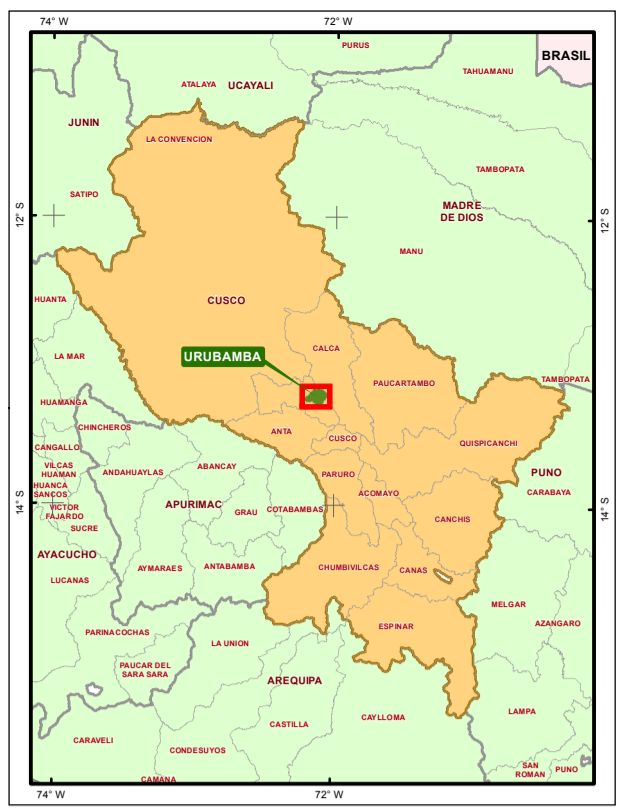 74° W
72° W
PURUS
BRASIL
TAHUAMANU
ATALAYA
UCAYALI
JUNIN
LA CONVENCION
TAMBOPATA
SATIPO
MADRE
DE DIOS
12° S
12° S
MANU
HUANTA
CUSCO
CALCA
URUBAMBA
LA MAR
PAUCARTAMBO
TAMBOPATA
HUAMANGA
CHINCHEROS
ANTA
CUSCO
QUISPICANCHI
CANGALLO
VILCAS
HUAMAN
ANDAHUAYLAS
ABANCAY
PARURO
PUNO
HUANCA
SANCOS
ACOMAYO
CARABAYA
14° S
14° S
VICTOR
FAJARDO
APURIMAC
GRAU
COTABAMBAS
CANCHIS
SUCRE
AYACUCHO
AYMARAES
ANTABAMBA
CHUMBIVILCAS
CANAS
LUCANAS
MELGAR
AZANGARO
PARINACOCHAS
ESPINAR
LA UNION
PAUCAR DEL
SARA SARA
AREQUIPA
CASTILLA
CAYLLOMA
LAMPA
CARAVELI
CONDESUYOS
SAN
ROMAN
PUNO
CAMANA
74° W
72° W